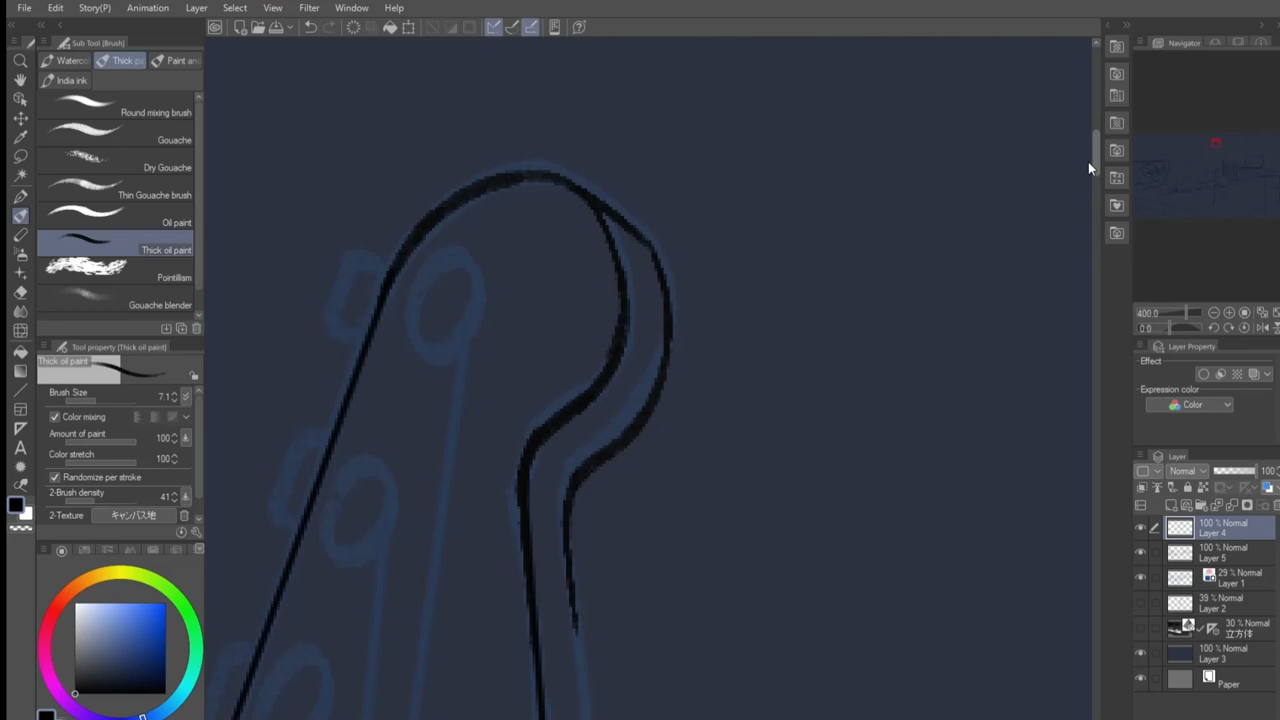 File Edit Story(P) Animation Layer Select View Filter Window Help
Sub Tool [Brush]
Waterco Thick pa Paint and
India ink
Round mixing brush
Gouache
Dry Gouache
Thin Gouache brush
Oil paint
Thick oil paint
Pointillism
Gouache blender
Tool property [Thick oil paint]
Thick oil paint
Brush Size 7.1
Color mixing
Amount of paint 100
Color stretch 100
Randomize per stroke
2-Brush density 41
2-Texture キャンバス地
Navigator
400.0
0.0
Layer Property
Effect
Expression color
Color
Layer
Normal 100
100 % Normal
Layer 4
100 % Normal
Layer 5
29 % Normal
Layer 1
39 % Normal
Layer 2
30 % Normal
立方体
100 % Normal
Layer 3
Paper